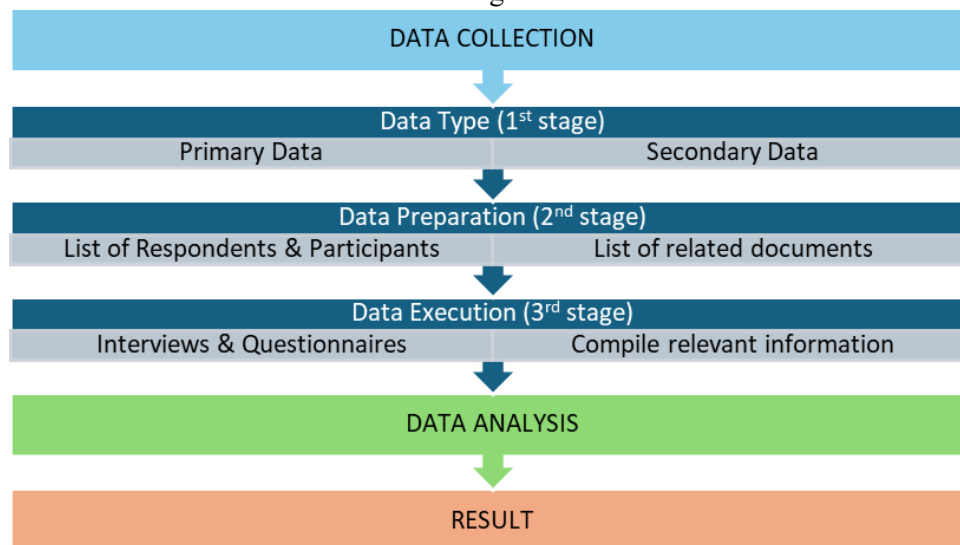 DATA COLLECTION
Data Type (1st stage)
Primary Data
Secondary Data
Data Preparation (2nd stage)
List of Respondents & Participants
List of related documents
Data Execution (3rd stage)
Interviews & Questionnaires
Compile relevant information
DATA ANALYSIS
RESULT